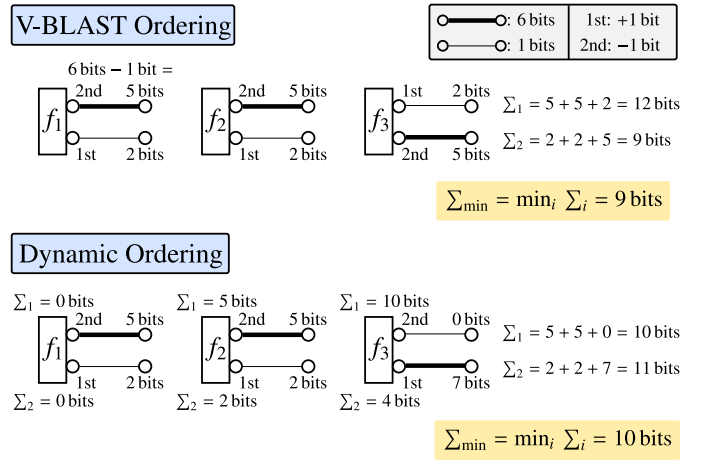 V-BLAST Ordering
: 6 bits 1st: +1 bit
: 1 bits 2nd: −1 bit
6 bits − 1 bit =
2nd 5 bits 2nd 5 bits 1st 2 bits
f₁ f₂ f₃
1st 2 bits 1st 2 bits 2nd 5 bits
∑₁ = 5 + 5 + 2 = 12 bits
∑₂ = 2 + 2 + 5 = 9 bits
∑min = minᵢ ∑ᵢ = 9 bits
Dynamic Ordering
∑₁ = 0 bits ∑₁ = 5 bits ∑₁ = 10 bits
2nd 5 bits 2nd 5 bits 2nd 0 bits
f₁ f₂ f₃
1st 2 bits 1st 2 bits 1st 7 bits
∑₂ = 0 bits ∑₂ = 2 bits ∑₂ = 4 bits
∑₁ = 5 + 5 + 0 = 10 bits
∑₂ = 2 + 2 + 7 = 11 bits
∑min = minᵢ ∑ᵢ = 10 bits